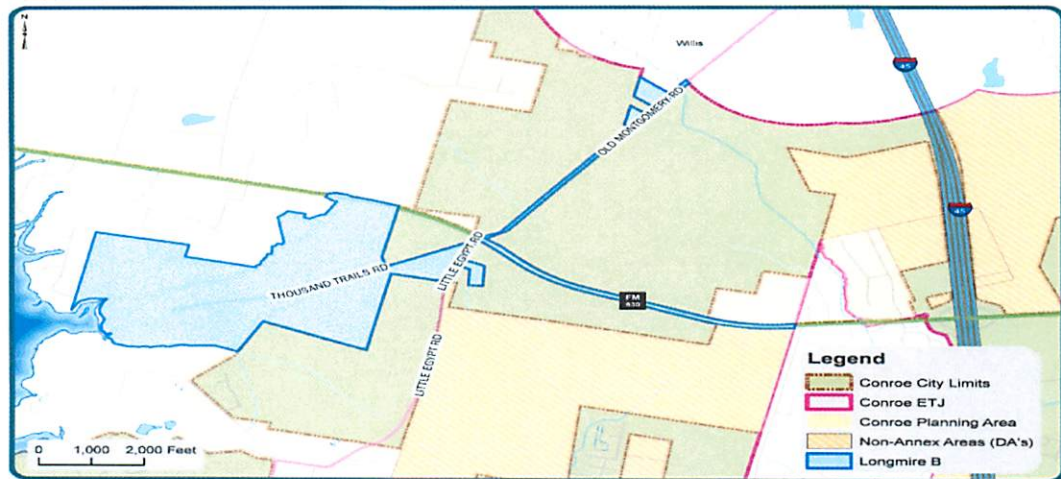 N
Willis
45
OLD MONTGOMERY RD
45
LITTLE EGYPT RD
THOUSAND TRAILS RD
FM
830
LITTLE EGYPT RD
Legend
Conroe City Limits
Conroe ETJ
Conroe Planning Area
Non-Annex Areas (DA's)
Longmire B
0 1,000 2,000 Feet